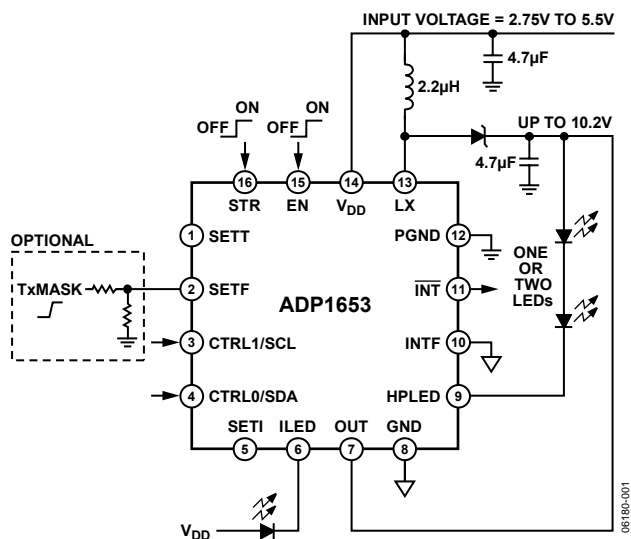 INPUT VOLTAGE = 2.75V TO 5.5V
4.7µF
2.2µH
ON
OFF
ON
OFF
UP TO 10.2V
4.7µF
16
15
14
13
STR
EN
VDD
LX
1
SETT
PGND
12
OPTIONAL
TxMASK
2
SETF
INT
11
ONE
OR
TWO
LEDs
ADP1653
3
CTRL1/SCL
INTF
10
4
CTRL0/SDA
HPLED
9
SETI
ILED
OUT
GND
5
6
7
8
VDD
06180-001